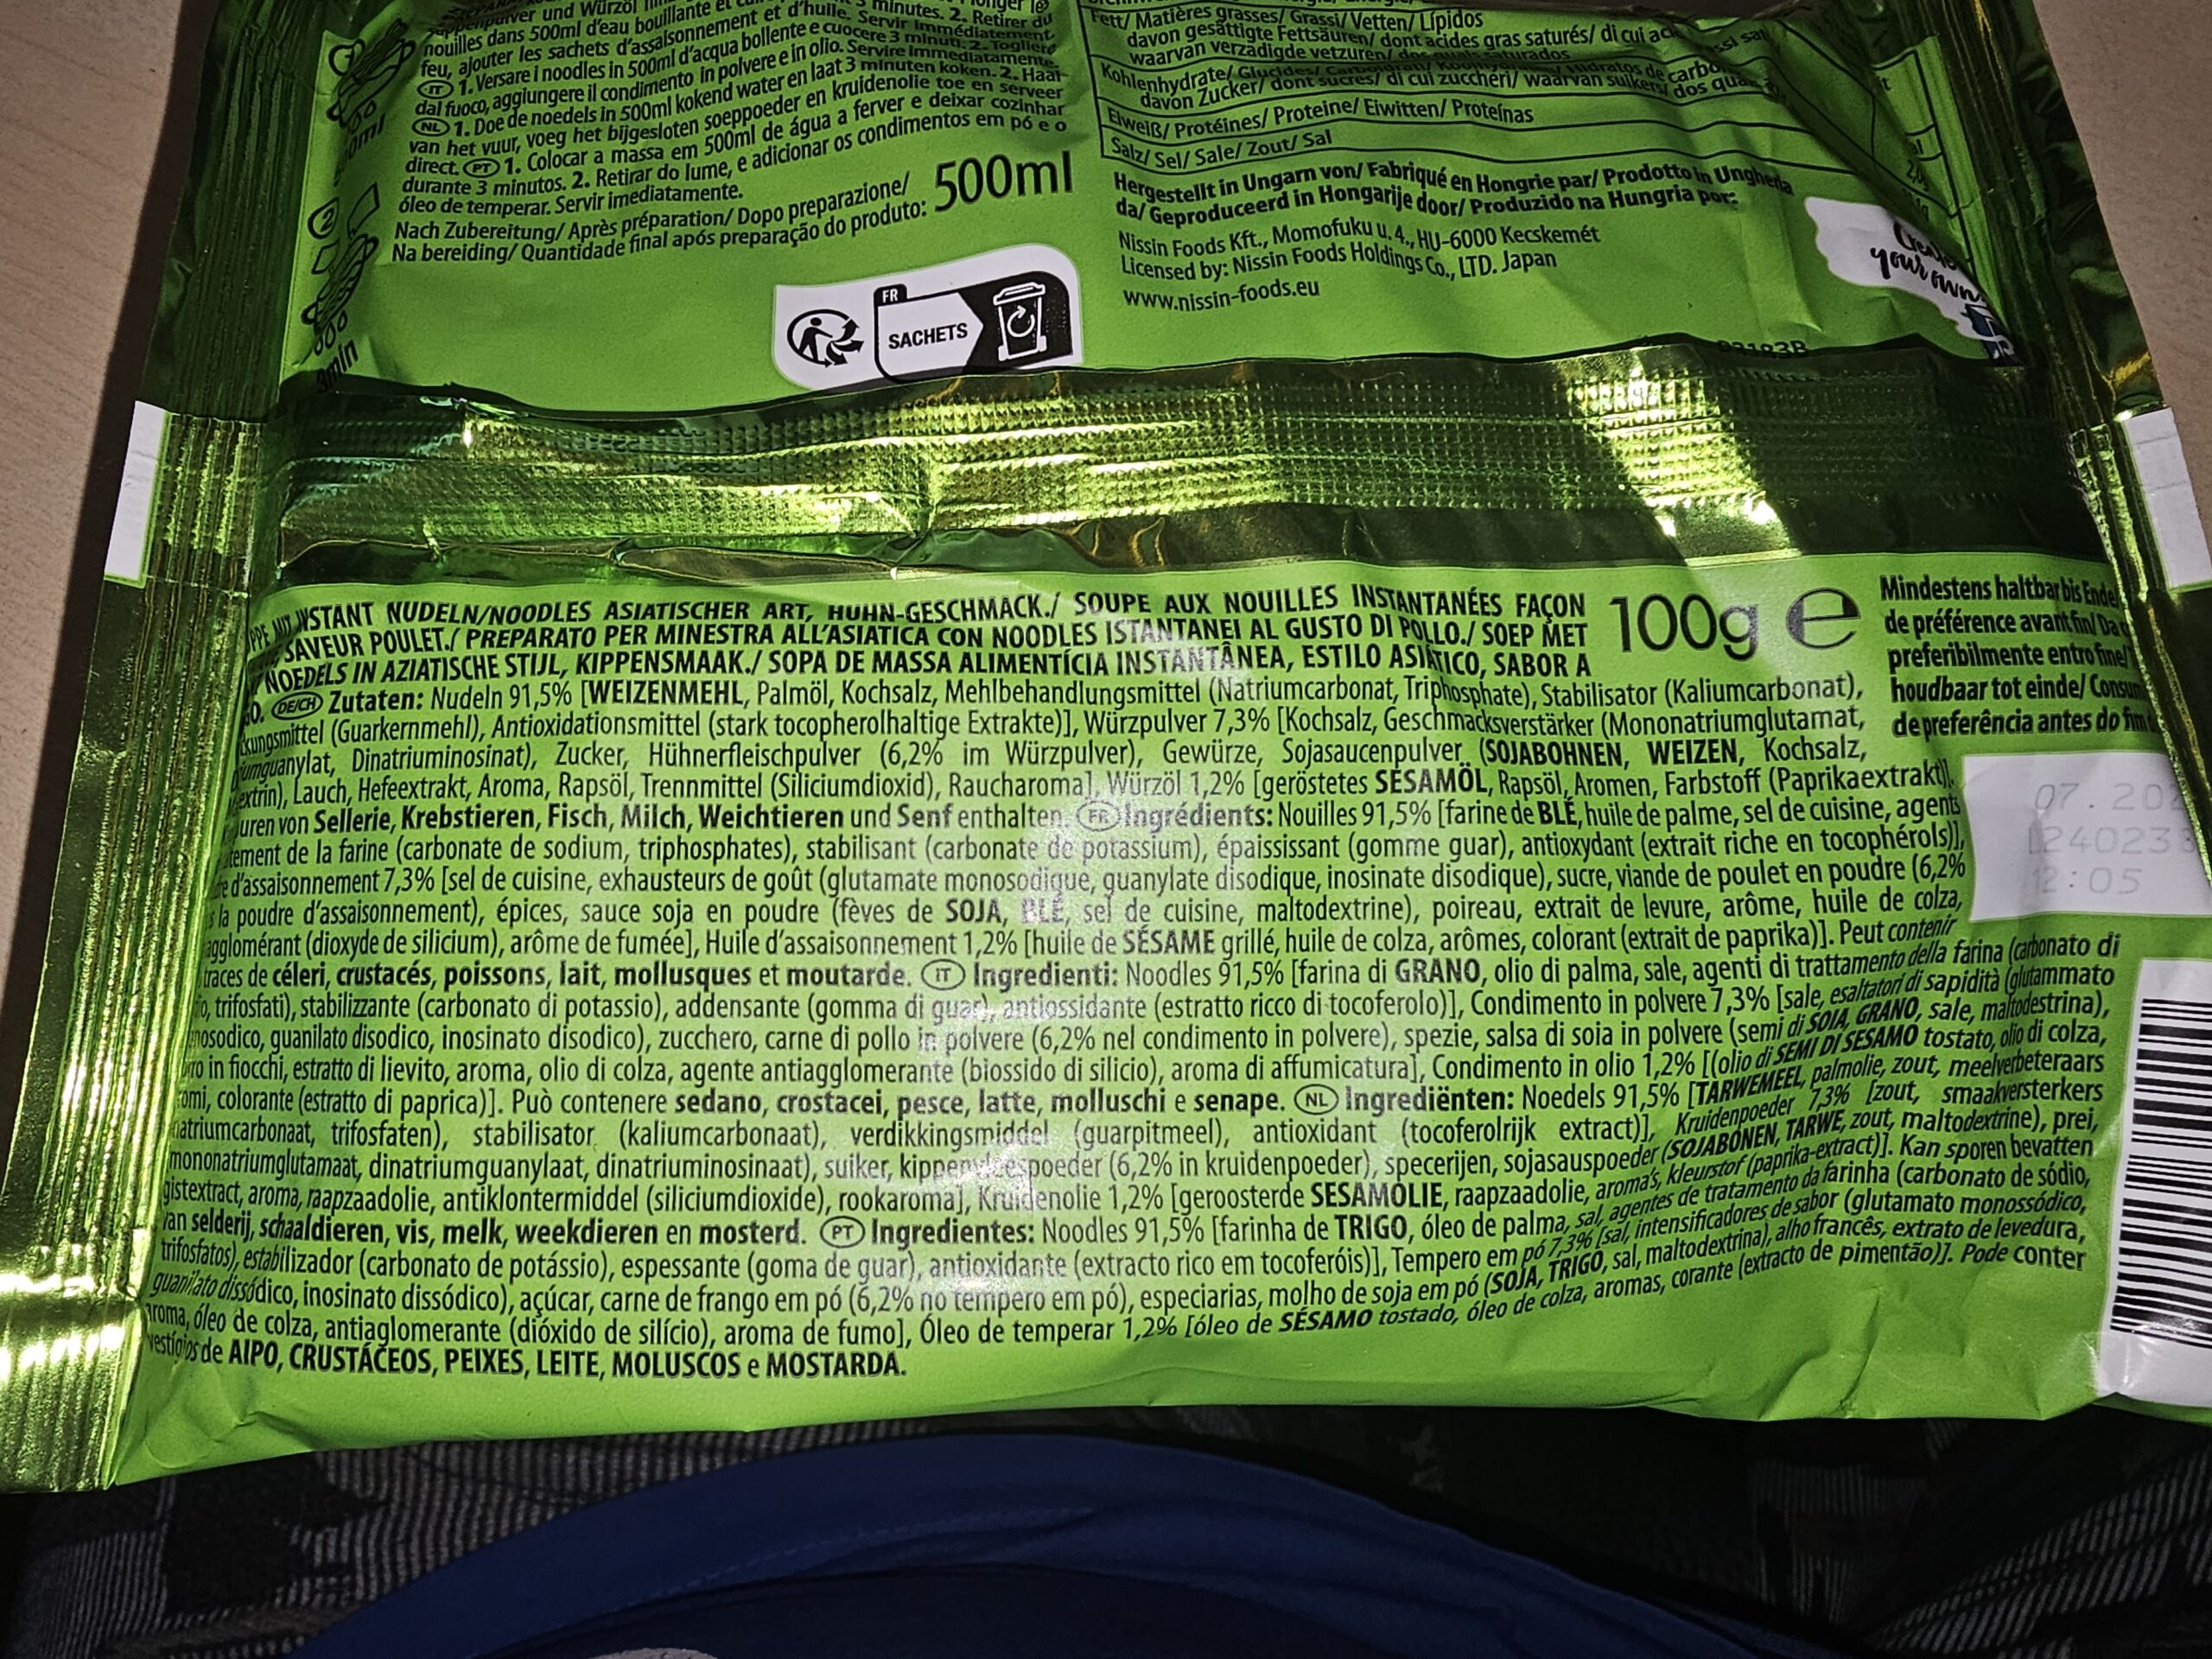 nouilles dans 500ml d'eau bouillante et
minutes. 2. Retirer du
feu, ajouter les sachets d'assaisonnement et d'huile. Servir immédiatement.
IT 1. Versare i noodles in 500ml d'acqua bollente e cuocere 3 minuti. 2. Togliere
dal fuoco, aggiungere il condimento in polvere e in olio. Servire immediatamente.
NL 1. Doe de noedels in 500ml kokend water en laat 3 minuten koken. 2. Haal
van het vuur, voeg het bijgesloten soeppoeder en kruidenolie toe en serveer
direct. PT 1. Colocar a massa em 500ml de água a ferver e deixar cozinhar
durante 3 minutos. 2. Retirar do lume, e adicionar os condimentos em pó e o
óleo de temperar. Servir imediatamente.
Nach Zubereitung/ Après préparation/ Dopo preparazione/
Na bereiding/ Quantidade final após preparação do produto: 500ml
2
FR
SACHETS
Fett/ Matières grasses/ Grassi/ Vetten/ Lípidos
davon gesättigte Fettsäuren/ dont acides gras saturés/ di cui
waarvan verzadigde vetzuren/
Kohlenhydrate/
davon Zucker/ dont sucres/ di cui zuccheri/ waarvan suikers/ dos
Eiweiß/ Protéines/ Proteine/ Eiwitten/ Proteínas
Salz/ Sel/ Sale/ Zout/ Sal
Hergestellt in Ungarn von/ Fabriqué en Hongrie par/ Prodotto in Ungheria
da/ Geproduceerd in Hongarije door/ Produzido na Hungria por:
Nissin Foods Kft., Momofuku u. 4., HU-6000 Kecskemét
Licensed by: Nissin Foods Holdings Co., LTD. Japan
www.nissin-foods.eu
Create
your own
INSTANT NUDELN/NOODLES ASIATISCHER ART, HUHN-GESCHMACK./ SOUPE AUX NOUILLES INSTANTANÉES FAÇON
SAVEUR POULET./ PREPARATO PER MINESTRA ALL'ASIATICA CON NOODLES ISTANTANEI AL GUSTO DI POLLO./ SOEP MET
NOEDELS IN AZIATISCHE STIJL, KIPPENSMAAK./ SOPA DE MASSA ALIMENTÍCIA INSTANTÂNEA, ESTILO ASIÁTICO, SABOR A
100g e
Mindestens haltbar bis Ende
de préférence avant fin/ Da
preferibilmente entro fine/
houdbaar tot einde/
de preferência antes do fim
DE/CH Zutaten: Nudeln 91,5% [WEIZENMEHL, Palmöl, Kochsalz, Mehlbehandlungsmittel (Natriumcarbonat, Triphosphate), Stabilisator (Kaliumcarbonat),
(Guarkernmehl), Antioxidationsmittel (stark tocopherolhaltige Extrakte)], Würzpulver 7,3% [Kochsalz, Geschmacksverstärker (Mononatriumglutamat,
Dinatriuminosinat), Zucker, Hühnerfleischpulver (6,2% im Würzpulver), Gewürze, Sojasaucenpulver (SOJABOHNEN, WEIZEN, Kochsalz,
Lauch, Hefeextrakt, Aroma, Rapsöl, Trennmittel (Siliciumdioxid), Raucharoma], Würzöl 1,2% [geröstetes SESAMÖL, Rapsöl, Aromen, Farbstoff (Paprikaextrakt)].
von Sellerie, Krebstieren, Fisch, Milch, Weichtieren und Senf enthalten. FR Ingrédients: Nouilles 91,5% [farine de BLÉ, huile de palme, sel de cuisine, agents
de la farine (carbonate de sodium, triphosphates), stabilisant (carbonate de potassium), épaississant (gomme guar), antioxydant (extrait riche en tocophérols)],
d'assaisonnement 7,3% [sel de cuisine, exhausteurs de goût (glutamate monosodique, guanylate disodique, inosinate disodique), sucre, viande de poulet en poudre (6,2%
la poudre d'assaisonnement), épices, sauce soja en poudre (fèves de SOJA, BLÉ, sel de cuisine, maltodextrine), poireau, extrait de levure, arôme, huile de colza,
agglomérant (dioxyde de silicium), arôme de fumée], Huile d'assaisonnement 1,2% [huile de SÉSAME grillé, huile de colza, arômes, colorant (extrait de paprika)]. Peut contenir
traces de céleri, crustacés, poissons, lait, mollusques et moutarde. IT Ingredienti: Noodles 91,5% [farina di GRANO, olio di palma, sale, agenti di trattamento della farina (carbonato di
trifosfati), stabilizzante (carbonato di potassio), addensante (gomma di guar), antiossidante (estratto ricco di tocoferolo)], Condimento in polvere 7,3% [sale, esaltatori di sapidità (glutammato
guanilato disodico, inosinato disodico), zucchero, carne di pollo in polvere (6,2% nel condimento in polvere), spezie, salsa di soia in polvere (semi di SOIA, GRANO, sale, maltodestrina),
in fiocchi, estratto di lievito, aroma, olio di colza, agente antiagglomerante (biossido di silicio), aroma di affumicatura], Condimento in olio 1,2% [(olio di SEMI DI SESAMO tostato, olio di colza,
colorante (estratto di paprica)]. Può contenere sedano, crostacei, pesce, latte, molluschi e senape. NL Ingrediënten: Noedels 91,5% [TARWEMEEL, palmolie, zout, meelverbeteraars
trifosfaten), stabilisator (kaliumcarbonaat), verdikkingsmiddel (guarpitmeel), antioxidant (tocoferolrijk extract)], Kruidenpoeder 7,3% [zout, smaakversterkers
mononatriumglutamaat, dinatriumguanylaat, dinatriuminosinaat), suiker, kippenvleespoeder (6,2% in kruidenpoeder), specerijen, sojasauspoeder (SOJABONEN, TARWE, zout, maltodextrine), prei,
gistextract, aroma, raapzaadolie, antiklontermiddel (siliciumdioxide), rookaroma], Kruidenolie 1,2% [geroosterde SESAMOLIE, raapzaadolie, aroma's, kleurstof (paprika-extract)]. Kan sporen bevatten
van selderij, schaaldieren, vis, melk, weekdieren en mosterd. PT Ingredientes: Noodles 91,5% [farinha de TRIGO, óleo de palma, sal, agentes de tratamento da farinha (carbonato de sódio,
trifosfatos), estabilizador (carbonato de potássio), espessante (goma de guar), antioxidante (extracto rico em tocoferóis)], Tempero em pó 7,3% [sal, intensificadores de sabor (glutamato monossódico,
guanilato dissódico, inosinato dissódico), açúcar, carne de frango em pó (6,2% no tempero em pó), especiarias, molho de soja em pó (SOJA, TRIGO, sal, maltodextrina), alho francês, extrato de levedura,
aroma, óleo de colza, antiaglomerante (dióxido de silício), aroma de fumo], Óleo de temperar 1,2% [óleo de SÉSAMO tostado, óleo de colza, aromas, corante (extracto de pimentão)]. Pode conter
vestígios de AIPO, CRUSTÁCEOS, PEIXES, LEITE, MOLUSCOS e MOSTARDA.
12:05